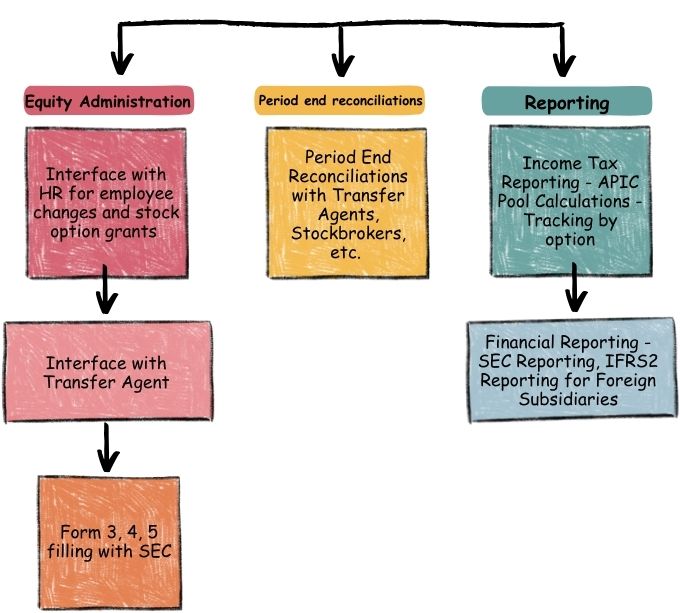 Equity Administration
Period end reconciliations
Reporting
Interface with
HR for employee
changes and stock
option grants
Period End
Reconciliations
with Transfer
Agents,
Stockbrokers,
etc.
Income Tax
Reporting - APIC
Pool Calculations -
Tracking by
option
Interface with
Transfer Agent
Financial Reporting -
SEC Reporting, IFRS2
Reporting for Foreign
Subsidiaries
Form 3, 4, 5
filling with SEC